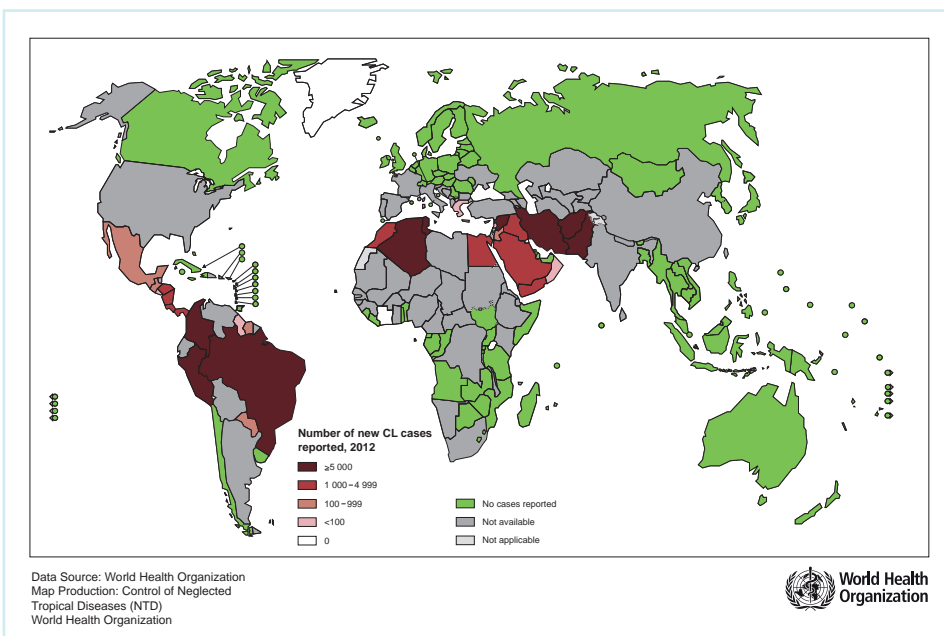 Number of new CL cases
reported, 2012
≥5 000
1 000–4 999
100–999
<100
0
No cases reported
Not available
Not applicable
Data Source: World Health Organization
Map Production: Control of Neglected
Tropical Diseases (NTD)
World Health Organization
World Health
Organization